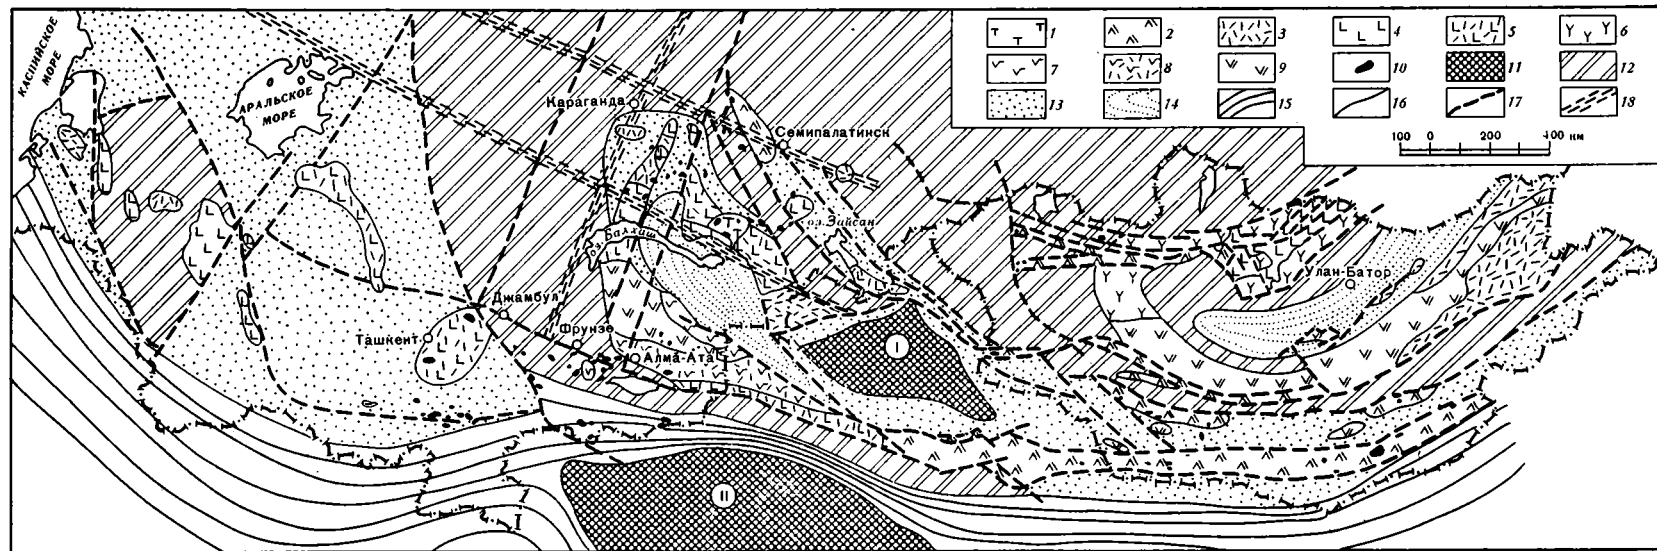 КАСПИЙСКОЕ
МОРЕ
АРАЛЬСКОЕ
МОРЕ
Караганда
Семипалатинск
оз. Зайсан
оз. Балхаш
Джамбул
Ташкент
Фрунзе
Алма-Ата
Улан-Батор
I
II
1 2 3 4 5 6
7 8 9 10 11 12
13 14 15 16 17 18
100 0 200 400 км